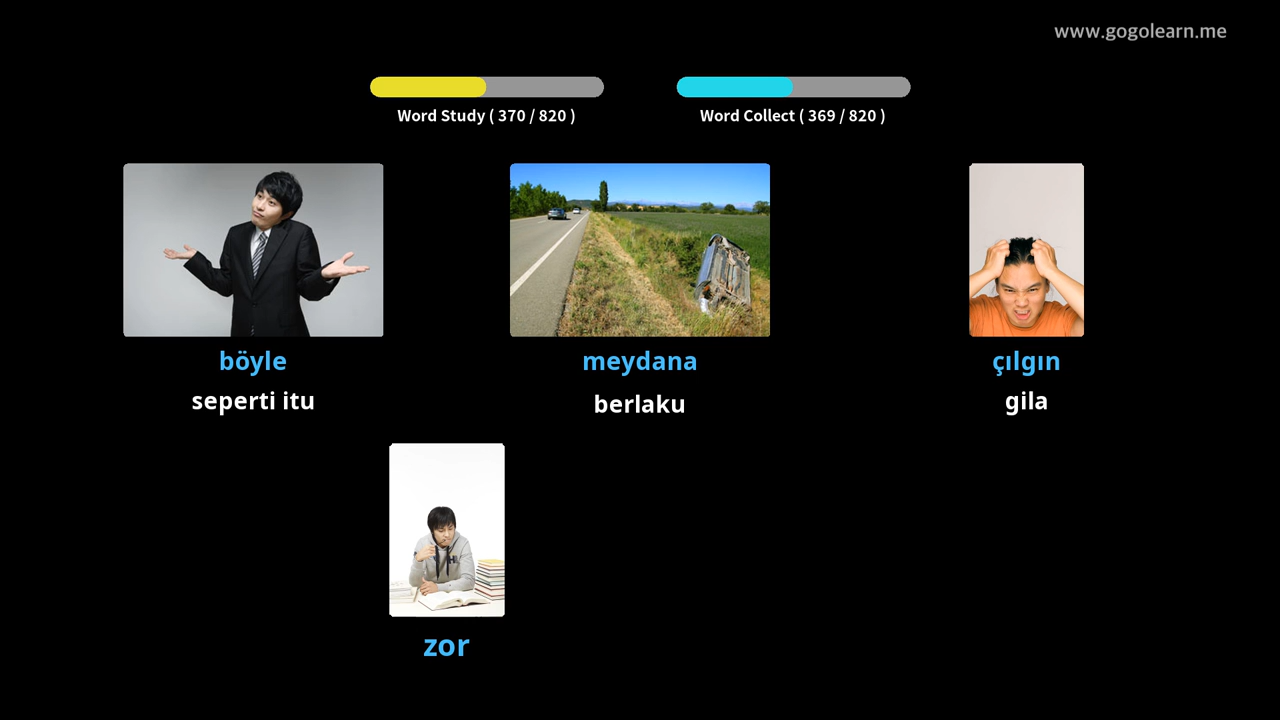 www.gogolearn.me
Word Study ( 370 / 820 )
Word Collect ( 369 / 820 )
böyle
meydana
çılgın
seperti itu
berlaku
gila
zor